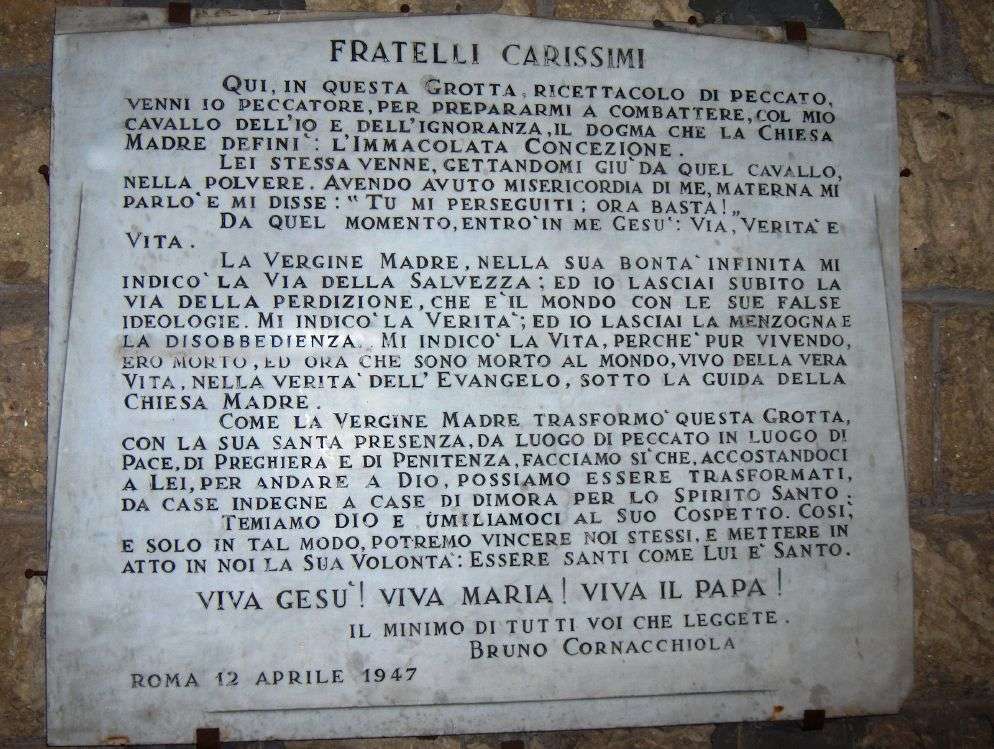 FRATELLI CARISSIMI
QUI, IN QUESTA GROTTA, RICETTACOLO DI PECCATO,
VENNI IO PECCATORE, PER PREPARARMI A COMBATTERE, COL MIO
CAVALLO DELL'IO E DELL'IGNORANZA, IL DOGMA CHE LA CHIESA
MADRE DEFINI': L'IMMACOLATA CONCEZIONE.
LEI STESSA VENNE, GETTANDOMI GIU' DA QUEL CAVALLO,
NELLA POLVERE. AVENDO AVUTO MISERICORDIA DI ME, MATERNA MI
PARLO' E MI DISSE: "TU MI PERSEGUITI; ORA BASTA!"
DA QUEL MOMENTO, ENTRO' IN ME GESU': VIA, VERITA' E
VITA.
LA VERGINE MADRE, NELLA SUA BONTA' INFINITA MI
INDICO' LA VIA DELLA SALVEZZA; ED IO LASCIAI SUBITO LA
VIA DELLA PERDIZIONE, CHE E' IL MONDO CON LE SUE FALSE
IDEOLOGIE. MI INDICO' LA VERITA'; ED IO LASCIAI LA MENZOGNA E
LA DISOBBEDIENZA. MI INDICO' LA VITA, PERCHE' PUR VIVENDO,
ERO MORTO, ED ORA CHE SONO MORTO AL MONDO, VIVO DELLA VERA
VITA, NELLA VERITA' DELL'EVANGELO, SOTTO LA GUIDA DELLA
CHIESA MADRE.
COME LA VERGINE MADRE TRASFORMO' QUESTA GROTTA,
CON LA SUA SANTA PRESENZA, DA LUOGO DI PECCATO IN LUOGO DI
PACE, DI PREGHIERA E DI PENITENZA, FACCIAMO SI' CHE, ACCOSTANDOCI
A LEI, PER ANDARE A DIO, POSSIAMO ESSERE TRASFORMATI,
DA CASE INDEGNE A CASE DI DIMORA PER LO SPIRITO SANTO.
TEMIAMO DIO E UMILIAMOCI AL SUO COSPETTO. COSI',
E SOLO IN TAL MODO, POTREMO VINCERE NOI STESSI, E METTERE IN
ATTO IN NOI LA SUA VOLONTA': ESSERE SANTI COME LUI E' SANTO.
VIVA GESU'! VIVA MARIA! VIVA IL PAPA!
IL MINIMO DI TUTTI VOI CHE LEGGETE.
BRUNO CORNACCHIOLA
ROMA 12 APRILE 1947